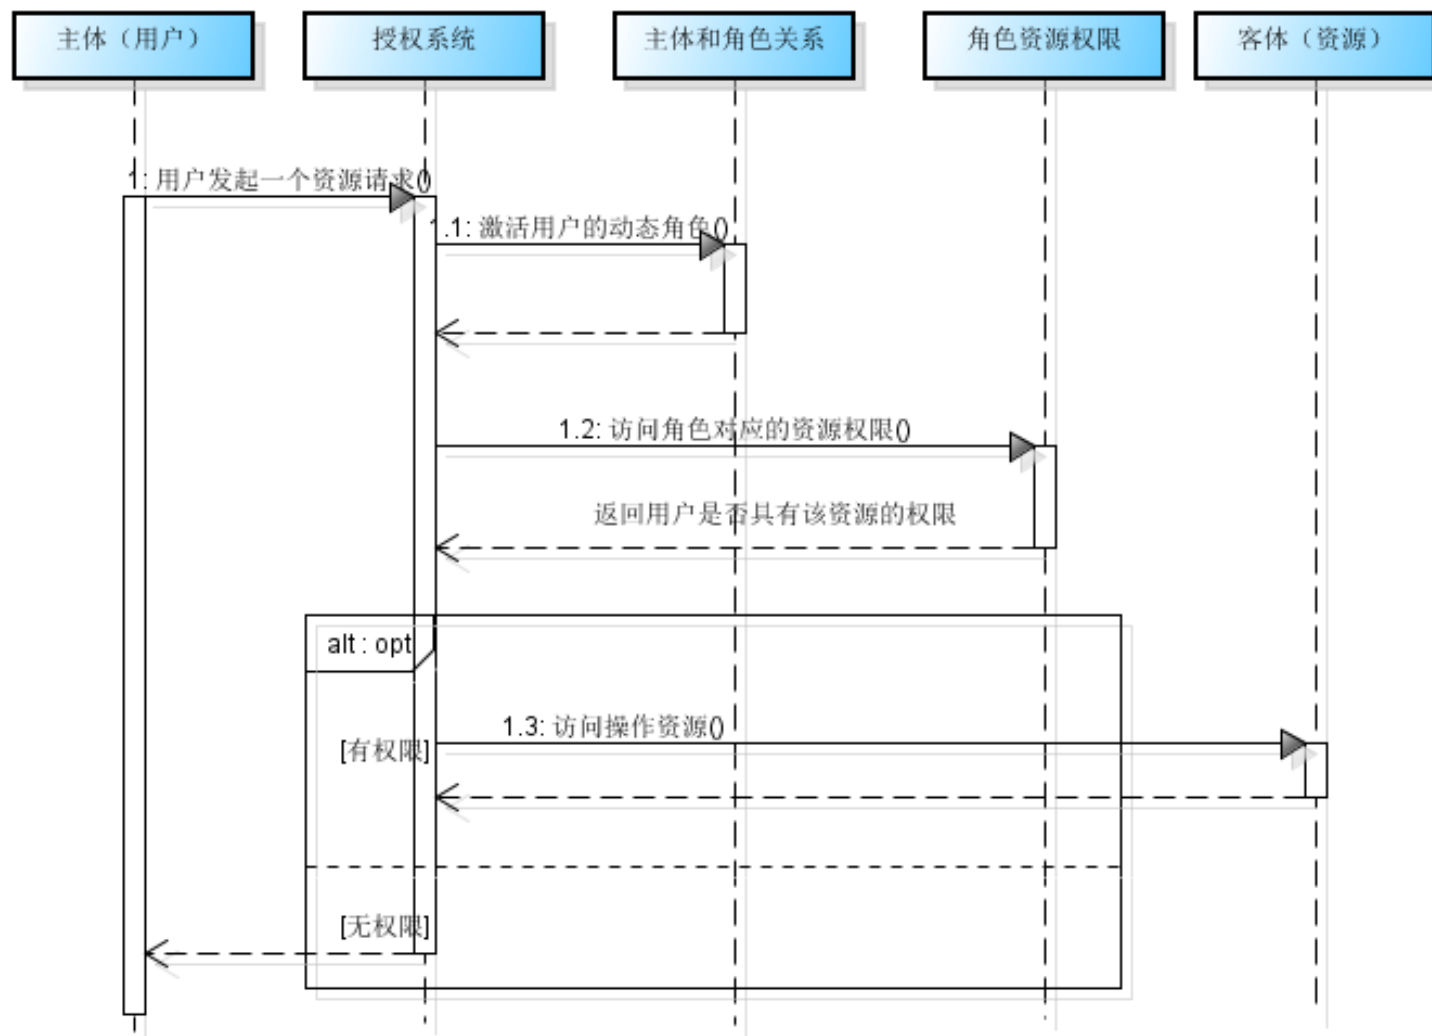 主体（用户）
授权系统
主体和角色关系
角色资源权限
客体（资源）
1: 用户发起一个资源请求()
1.1: 激活用户的动态角色()
1.2: 访问角色对应的资源权限()
返回用户是否具有该资源的权限
alt : opt
1.3: 访问操作资源()
[有权限]
[无权限]